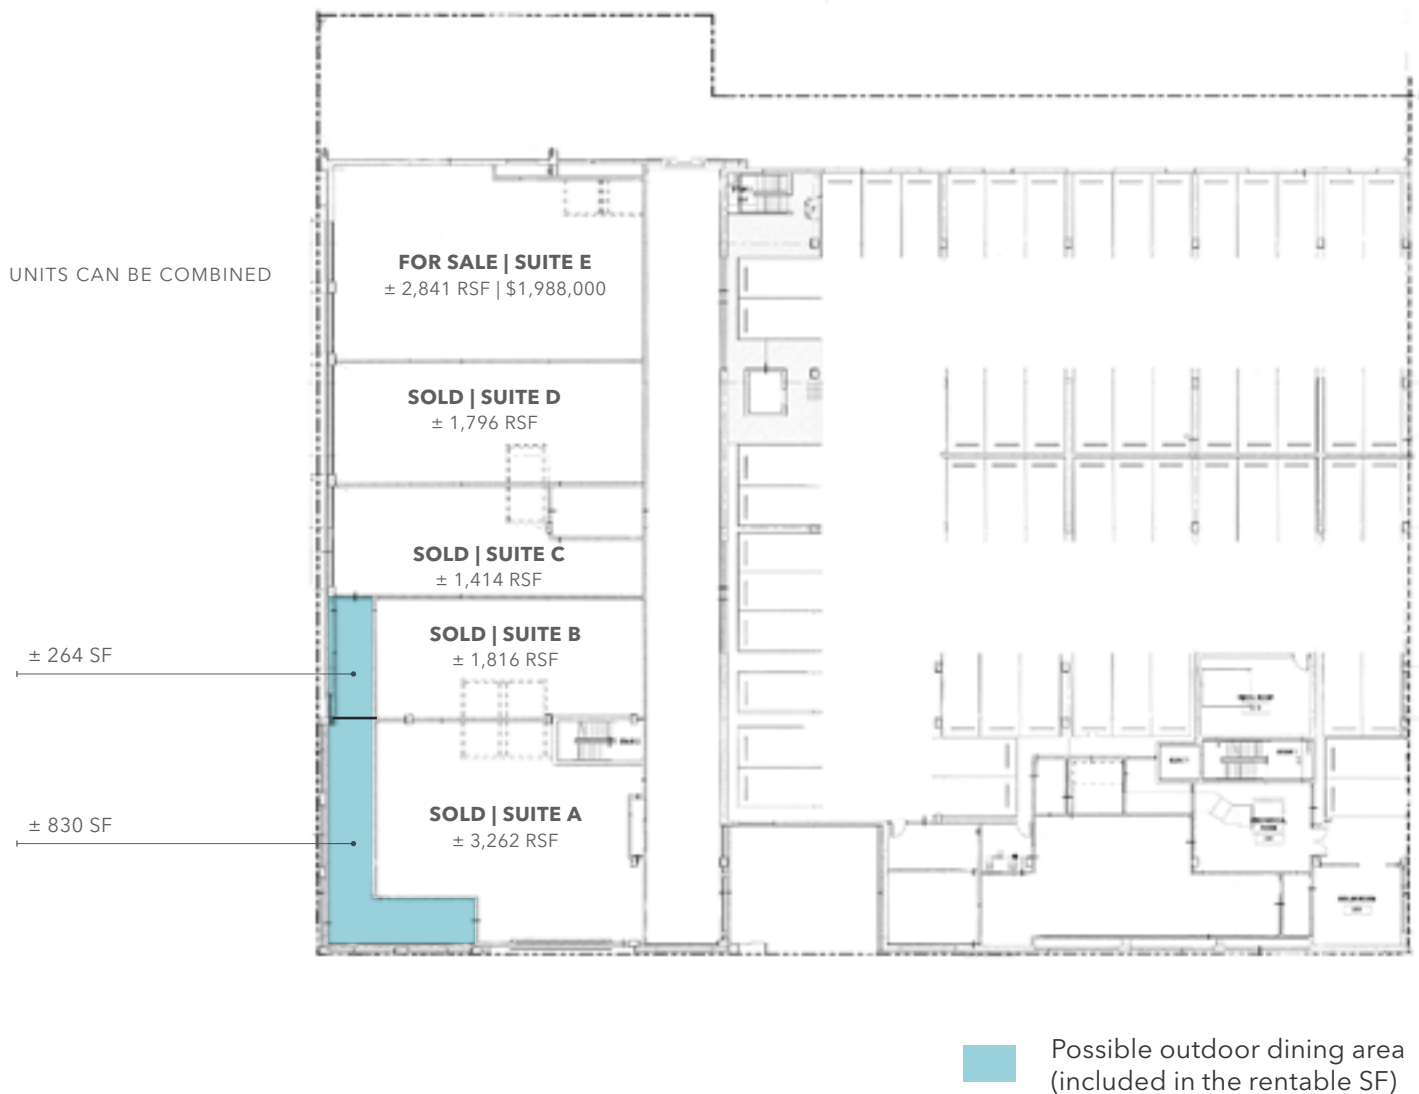 FOR SALE | SUITE E
± 2,841 RSF | $1,988,000
UNITS CAN BE COMBINED
SOLD | SUITE D
± 1,796 RSF
SOLD | SUITE C
± 1,414 RSF
SOLD | SUITE B
± 1,816 RSF
± 264 SF
SOLD | SUITE A
± 3,262 RSF
± 830 SF
Possible outdoor dining area
(included in the rentable SF)